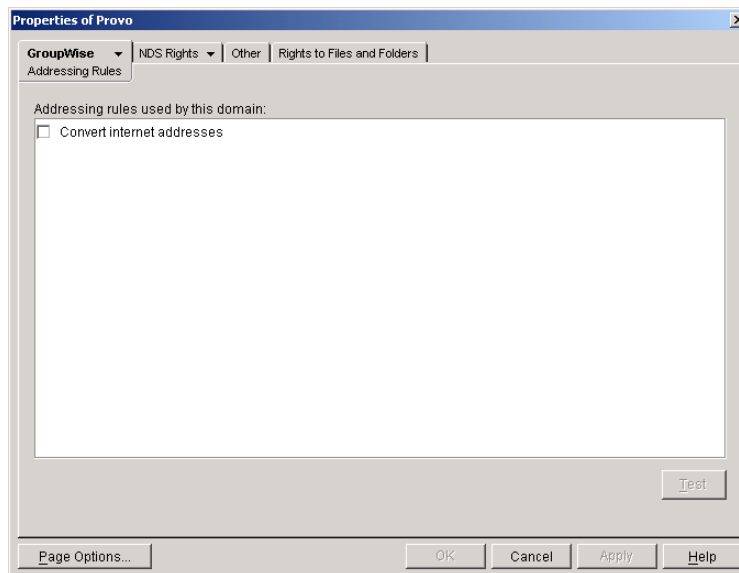 Properties of Provo
GroupWise NDS Rights Other Rights to Files and Folders
Addressing Rules
Addressing rules used by this domain:
Convert internet addresses
Test
Page Options... OK Cancel Apply Help